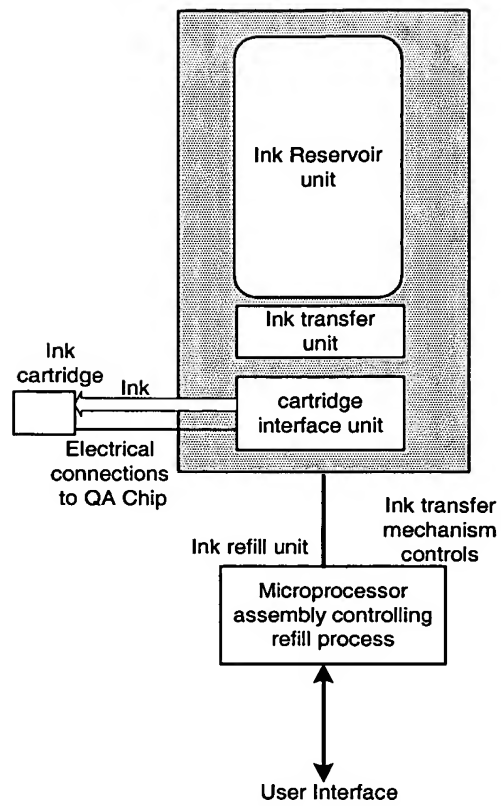 Ink Reservoir
unit
Ink transfer
unit
Ink
cartridge
Ink
cartridge
interface unit
Electrical
connections
to QA Chip
Ink transfer
mechanism
controls
Ink refill unit
Microprocessor
assembly controlling
refill process
User Interface